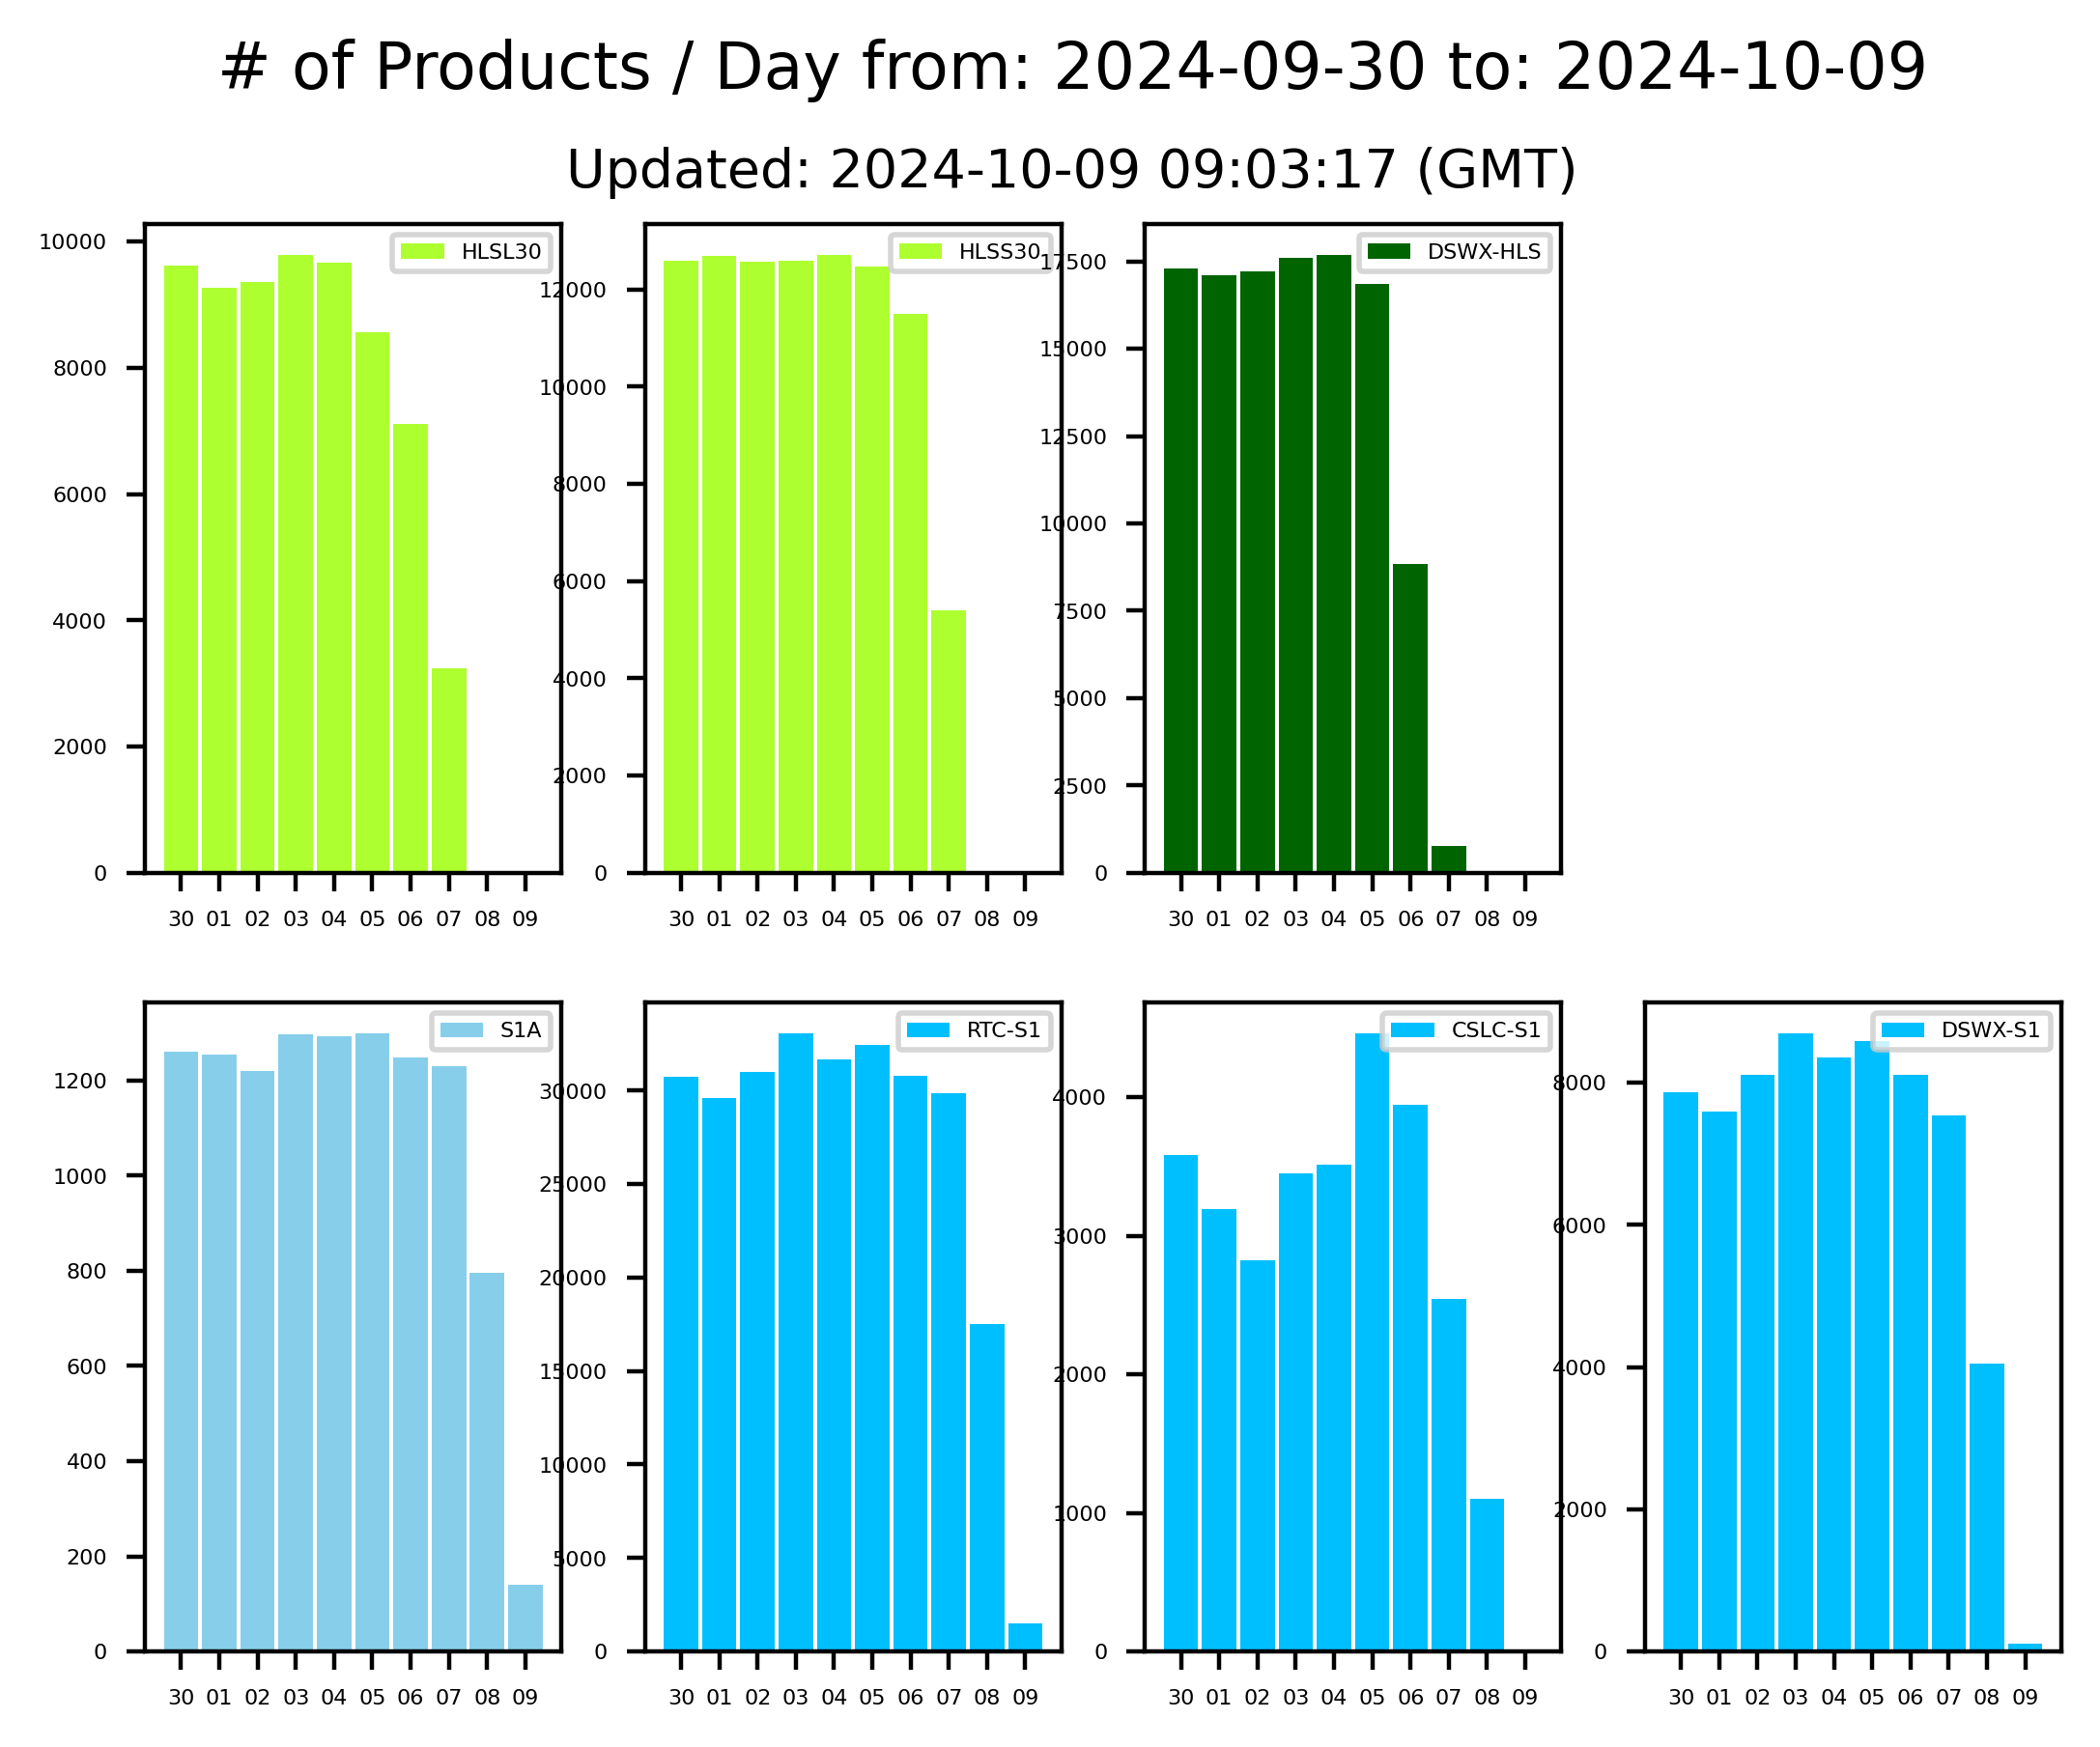 # of Products / Day from: 2024-09-30 to: 2024-10-09
Updated: 2024-10-09 09:03:17 (GMT)
HLSL30
10000
8000
6000
4000
2000
0
30 01 02 03 04 05 06 07 08 09
HLSS30
12000
10000
8000
6000
4000
2000
0
30 01 02 03 04 05 06 07 08 09
DSWX-HLS
17500
15000
12500
10000
7500
5000
2500
0
30 01 02 03 04 05 06 07 08 09
S1A
1200
1000
800
600
400
200
0
30 01 02 03 04 05 06 07 08 09
RTC-S1
30000
25000
20000
15000
10000
5000
0
30 01 02 03 04 05 06 07 08 09
CSLC-S1
4000
3000
2000
1000
0
30 01 02 03 04 05 06 07 08 09
DSWX-S1
8000
6000
4000
2000
0
30 01 02 03 04 05 06 07 08 09